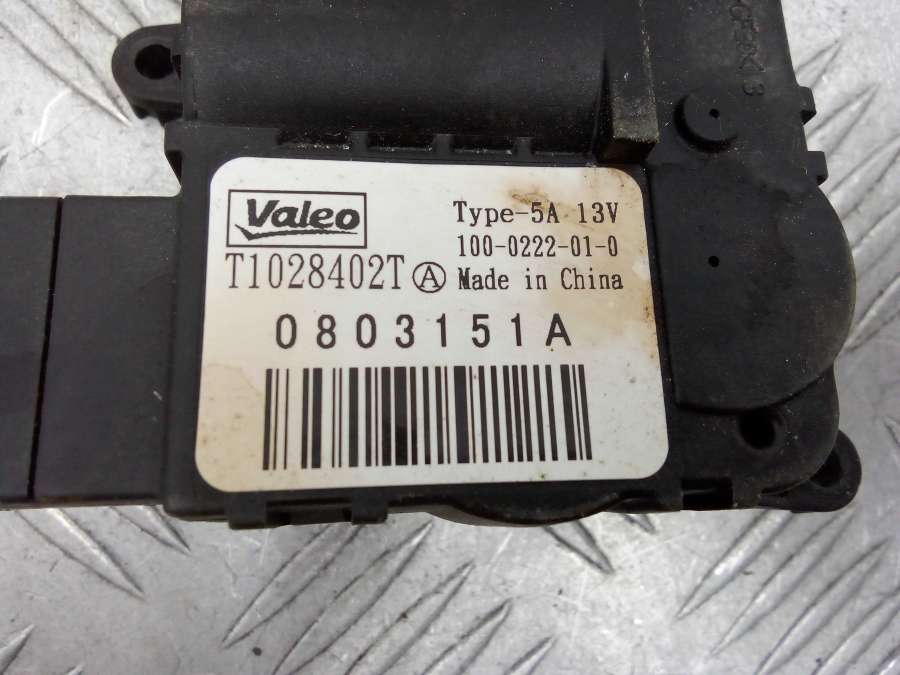 Valeo
Type-5A 13V
100-0222-01-0
T1028402T Ⓐ Made in China
0803151A